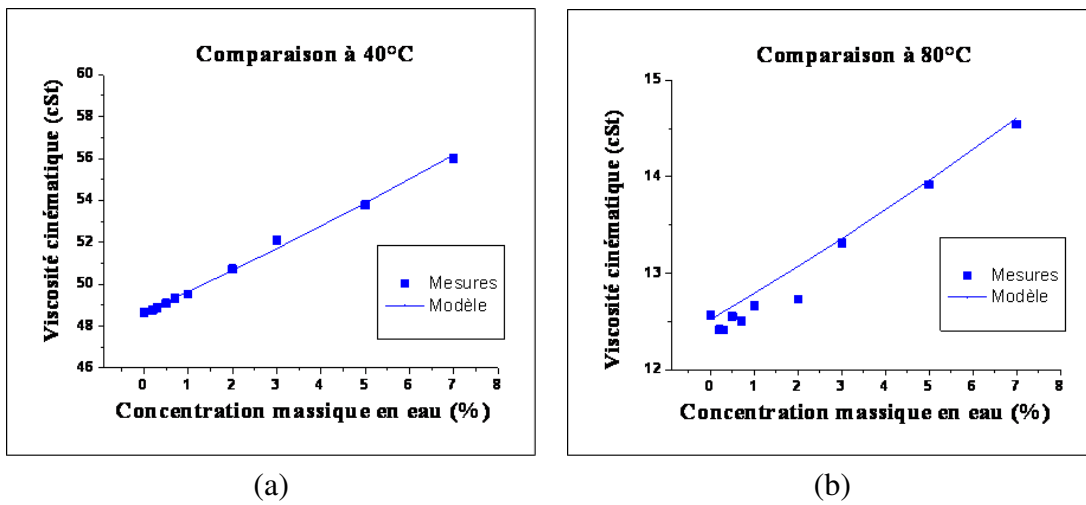 Comparaison à 40°C
Viscosité cinématique (cSt)
60
58
56
54
52
50
48
46
0 1 2 3 4 5 6 7 8
Concentration massique en eau (%)
Mesures
Modèle
(a)
Comparaison à 80°C
Viscosité cinématique (cSt)
15
14
13
12
0 1 2 3 4 5 6 7 8
Concentration massique en eau (%)
Mesures
Modèle
(b)